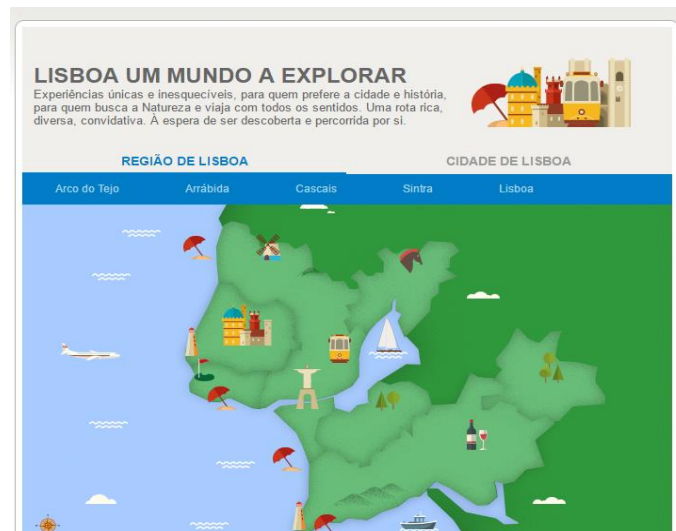 LISBOA UM MUNDO A EXPLORAR
Experiências únicas e inesquecíveis, para quem prefere a cidade e história,
para quem busca a Natureza e viaja com todos os sentidos. Uma rota rica,
diversa, convidativa. À espera de ser descoberta e percorrida por si.
REGIÃO DE LISBOA CIDADE DE LISBOA
Arco do Tejo Arrábida Cascais Sintra Lisboa